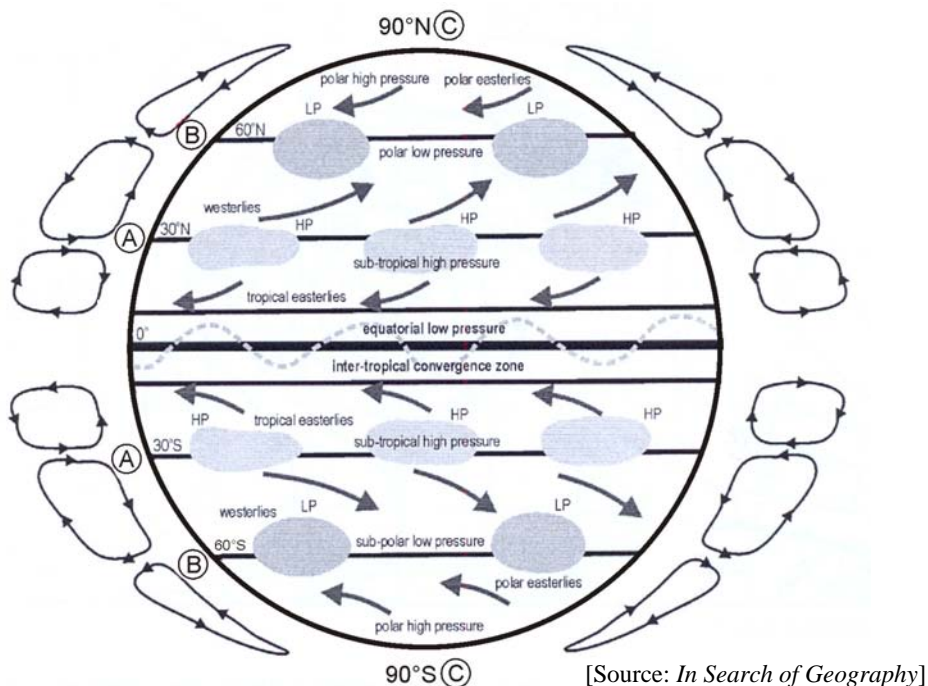 90°N Ⓒ
polar high pressure
polar easterlies
LP
LP
Ⓑ
60°N
polar low pressure
westerlies
Ⓐ
30°N
HP
HP
HP
sub-tropical high pressure
tropical easterlies
equatorial low pressure
0°
inter-tropical convergence zone
HP
tropical easterlies
HP
HP
Ⓐ
30°S
sub-tropical high pressure
westerlies
LP
LP
Ⓑ
60°S
sub-polar low pressure
polar easterlies
polar high pressure
90°S Ⓒ
[Source: In Search of Geography]